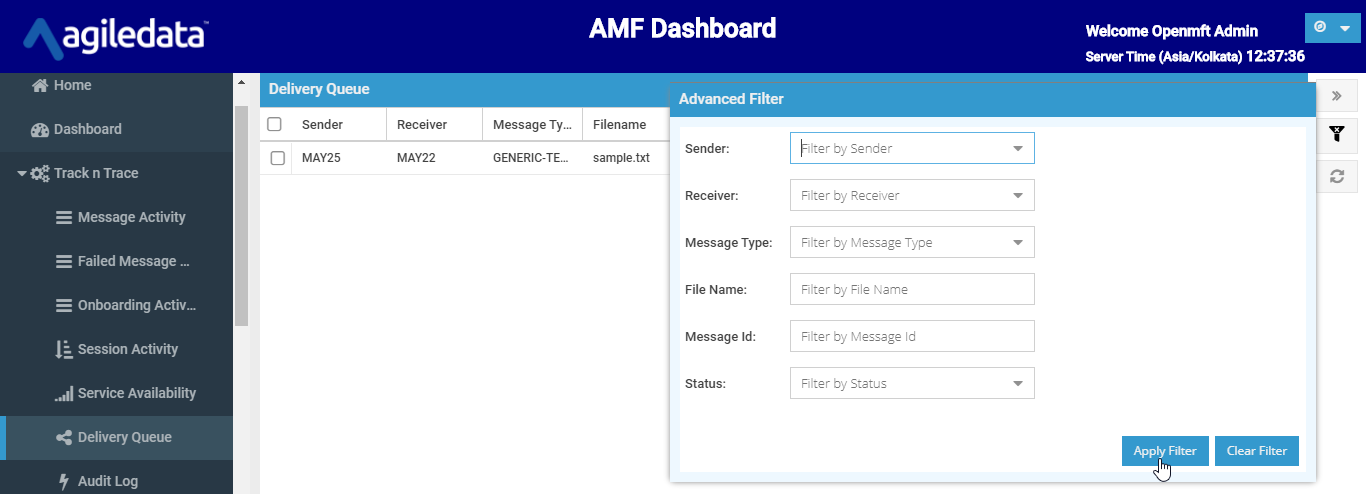 agiledata™
AMF Dashboard
Welcome Openmft Admin
Server Time (Asia/Kolkata) 12:37:36
Home
Dashboard
Track n Trace
Message Activity
Failed Message ...
Onboarding Activ...
Session Activity
Service Availability
Delivery Queue
Audit Log
Delivery Queue
Sender Receiver Message Ty... Filename
MAY25 MAY22 GENERIC-TE... sample.txt
Advanced Filter
Sender: Filter by Sender
Receiver: Filter by Receiver
Message Type: Filter by Message Type
File Name: Filter by File Name
Message Id: Filter by Message Id
Status: Filter by Status
Apply Filter Clear Filter